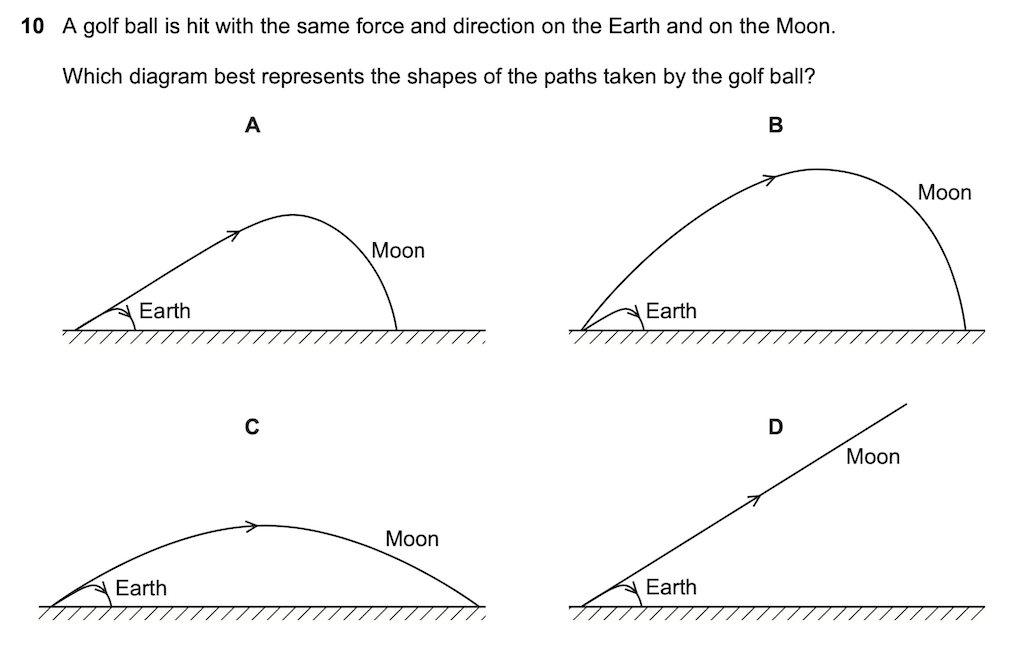 10 A golf ball is hit with the same force and direction on the Earth and on the Moon.
Which diagram best represents the shapes of the paths taken by the golf ball?
A
B
Moon
Earth
Moon
Earth
C
D
Moon
Earth
Moon
Earth